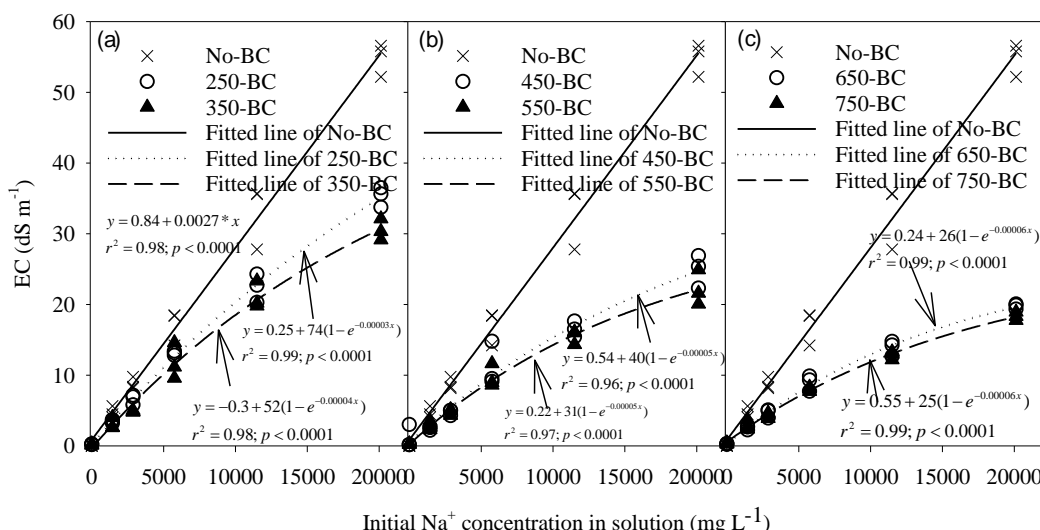 EC (dS m⁻¹)
60
50
40
30
20
10
0
(a)
No-BC
250-BC
350-BC
Fitted line of No-BC
Fitted line of 250-BC
Fitted line of 350-BC
y = 0.84 + 0.0027 * x
r² = 0.98; p < 0.0001
y = 0.25 + 74(1 − e^{−0.00003x})
r² = 0.99; p < 0.0001
y = −0.3 + 52(1 − e^{−0.00004x})
r² = 0.98; p < 0.0001
0 5000 10000 15000 20000
(b)
No-BC
450-BC
550-BC
Fitted line of No-BC
Fitted line of 450-BC
Fitted line of 550-BC
y = 0.54 + 40(1 − e^{−0.00005x})
r² = 0.96; p < 0.0001
y = 0.22 + 31(1 − e^{−0.00005x})
r² = 0.97; p < 0.0001
0 5000 10000 15000 20000
(c)
No-BC
650-BC
750-BC
Fitted line of No-BC
Fitted line of 650-BC
Fitted line of 750-BC
y = 0.24 + 26(1 − e^{−0.00006x})
r² = 0.99; p < 0.0001
y = 0.55 + 25(1 − e^{−0.00006x})
r² = 0.99; p < 0.0001
0 5000 10000 15000 20000
Initial Na⁺ concentration in solution (mg L⁻¹)